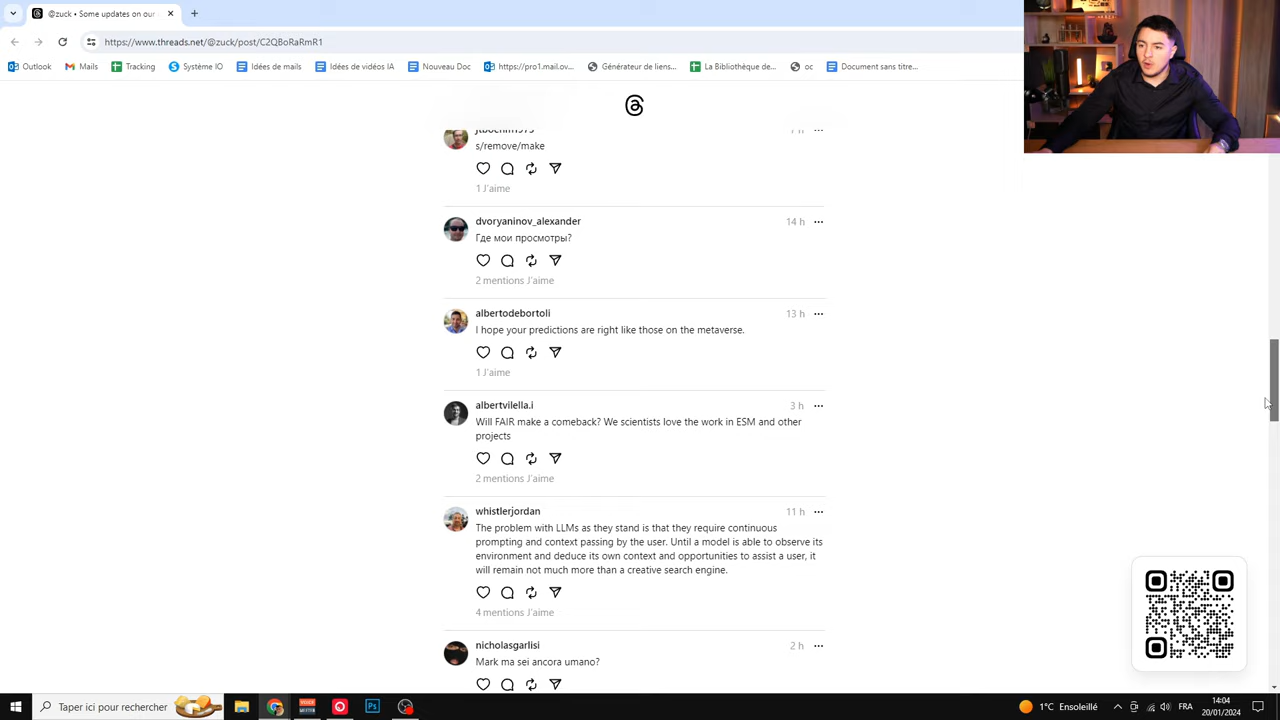 @zuck • Some updates on our
https://www.threads.net/@zuck/post/C2QBoRaRmR1
Outlook
Mails
Tracking
Système IO
Idées de mails
Idées de vidéos IA
Nouveau Doc
https://pro1.mail.ov...
Générateur de liens...
La Bibliothèque de...
oc
Document sans titre...
s/remove/make
1 J'aime
dvoryaninov_alexander 14 h
Где мои просмотры?
2 mentions J'aime
albertodebortoli 13 h
I hope your predictions are right like those on the metaverse.
1 J'aime
albertvilella.i 3 h
Will FAIR make a comeback? We scientists love the work in ESM and other
projects
2 mentions J'aime
whistlerjordan 11 h
The problem with LLMs as they stand is that they require continuous
prompting and context passing by the user. Until a model is able to observe its
environment and deduce its own context and opportunities to assist a user, it
will remain not much more than a creative search engine.
4 mentions J'aime
nicholasgarlisi 2 h
Mark ma sei ancora umano?
Taper ici pour rechercher
1°C Ensoleillé
FRA
14:04
20/01/2024